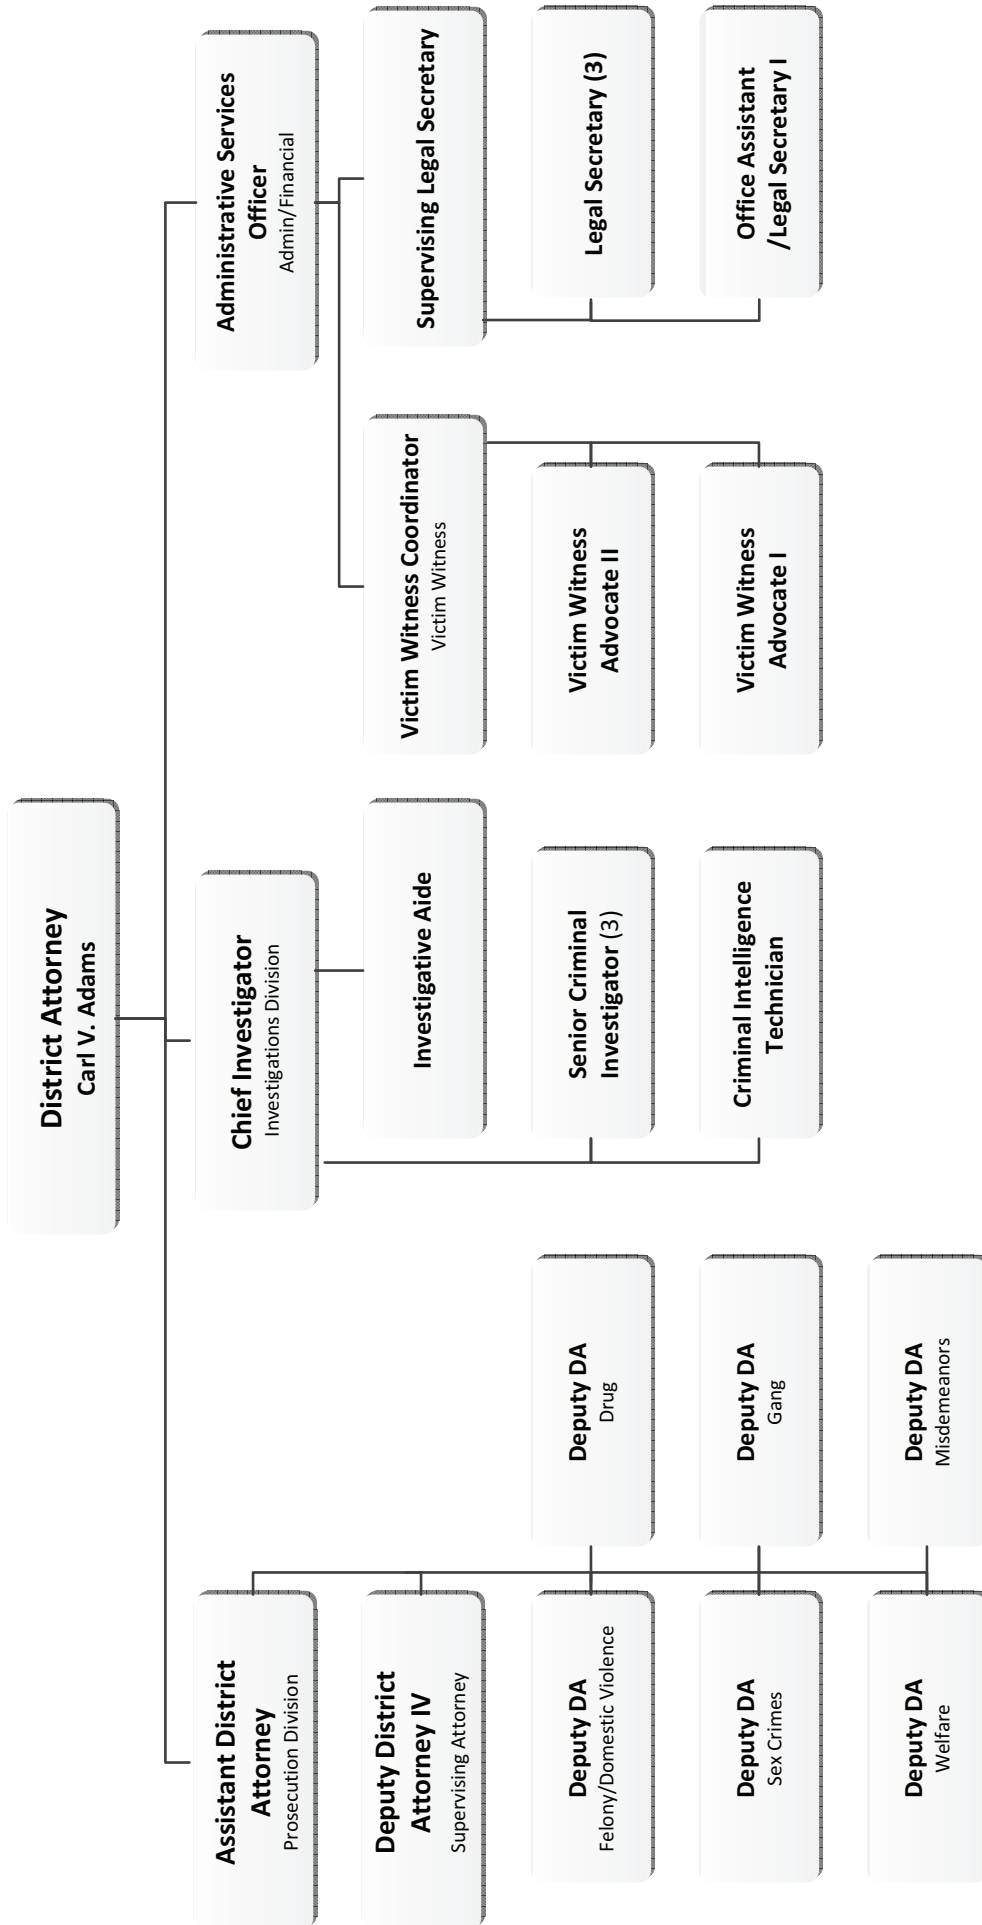 District Attorney
Carl V. Adams
Assistant District
Attorney
Prosecution Division
Deputy District
Attorney IV
Supervising Attorney
Deputy DA
Felony/Domestic Violence
Deputy DA
Drug
Deputy DA
Sex Crimes
Deputy DA
Gang
Deputy DA
Welfare
Deputy DA
Misdemeanors
Chief Investigator
Investigations Division
Investigative Aide
Senior Criminal
Investigator (3)
Criminal Intelligence
Technician
Administrative Services
Officer
Admin/Financial
Victim Witness Coordinator
Victim Witness
Victim Witness
Advocate II
Victim Witness
Advocate I
Supervising Legal Secretary
Legal Secretary (3)
Office Assistant
/Legal Secretary I